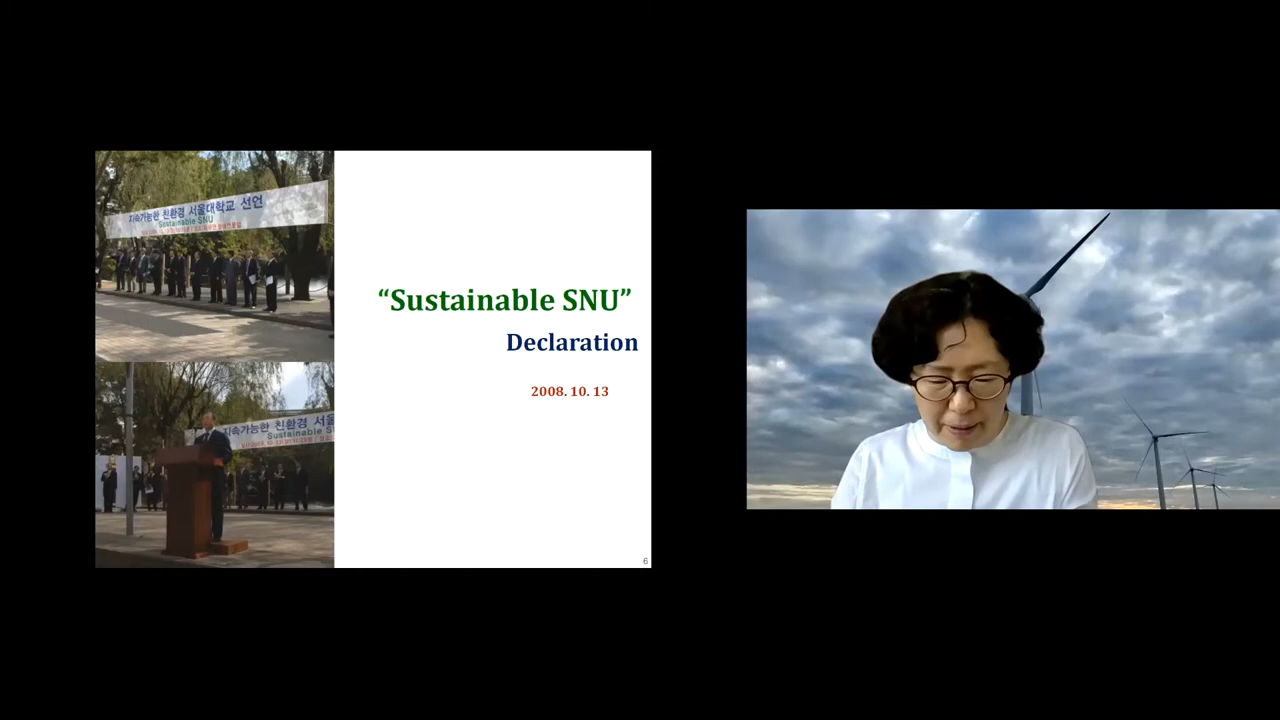 지속가능한 친환경 서울대학교 선언
Sustainable SNU
지속가능한 친환경 서울
Sustainable S
“Sustainable SNU”
Declaration
2008. 10. 13
6